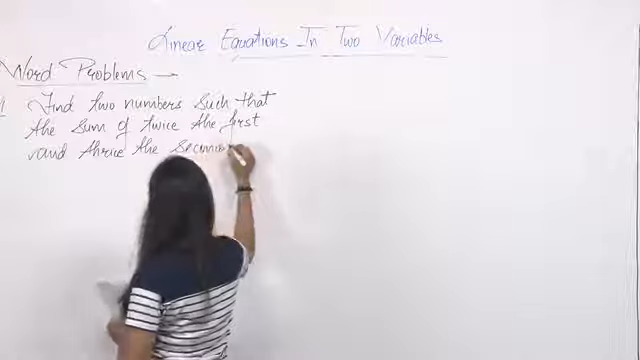 Linear Equations In Two Variables
Word Problems —
Find two numbers such that
the sum of twice the first
and thrice the second